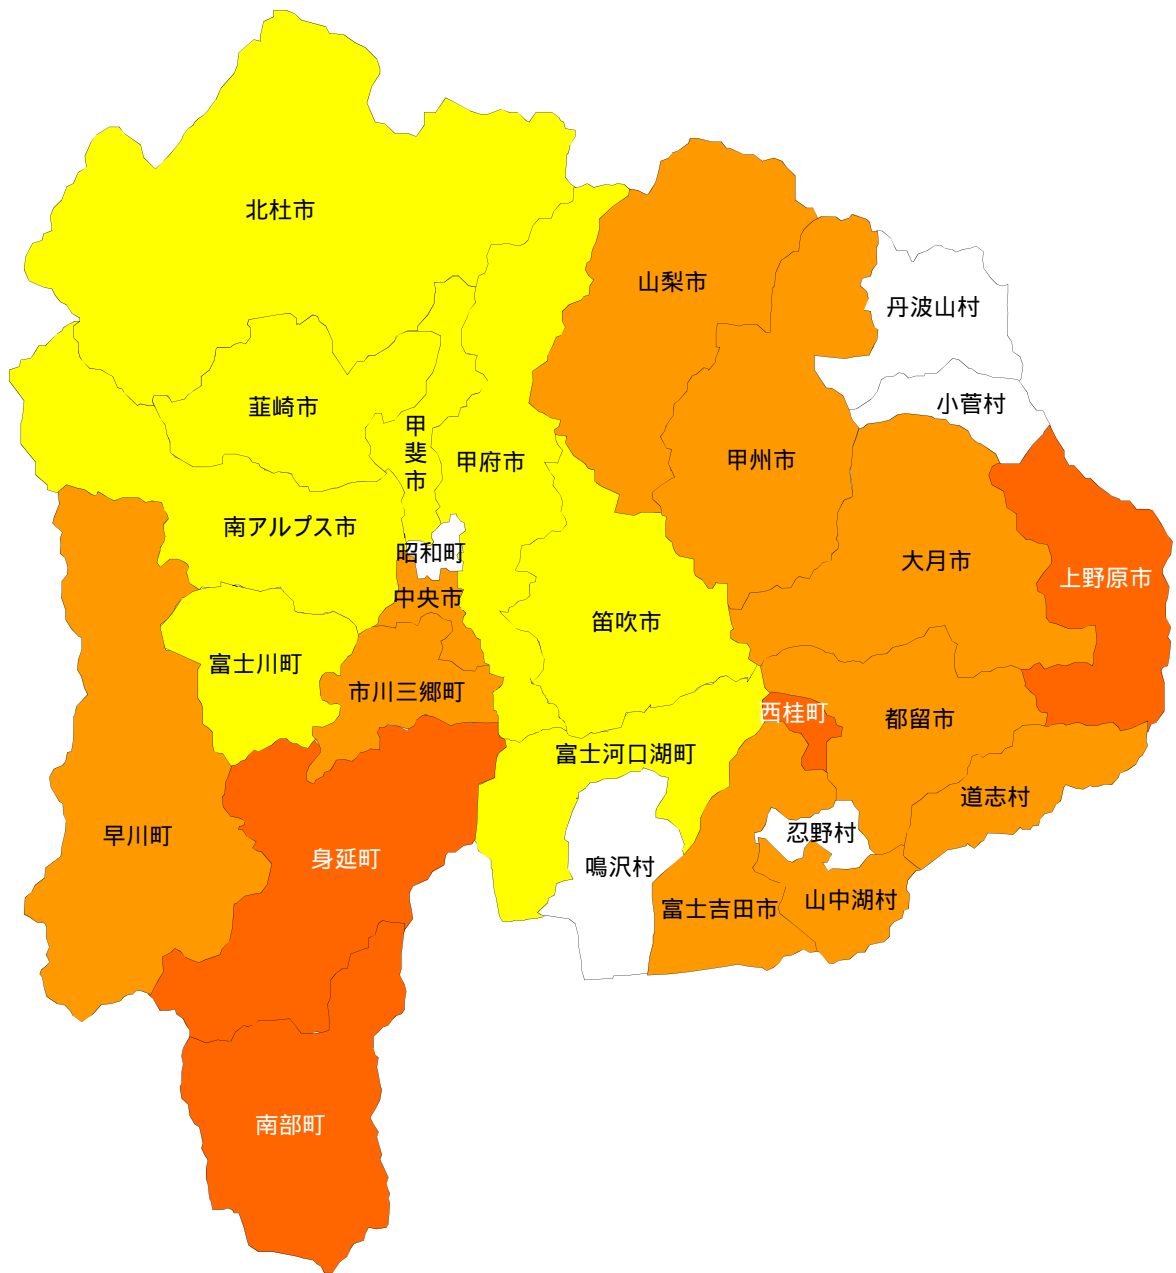 北杜市
山梨市
丹波山村
小菅村
韮崎市
甲斐市
甲府市
甲州市
南アルプス市
昭和町
大月市
上野原市
中央市
笛吹市
富士川町
市川三郷町
西桂町
都留市
富士河口湖町
道志村
早川町
忍野村
身延町
鳴沢村
富士吉田市
山中湖村
南部町